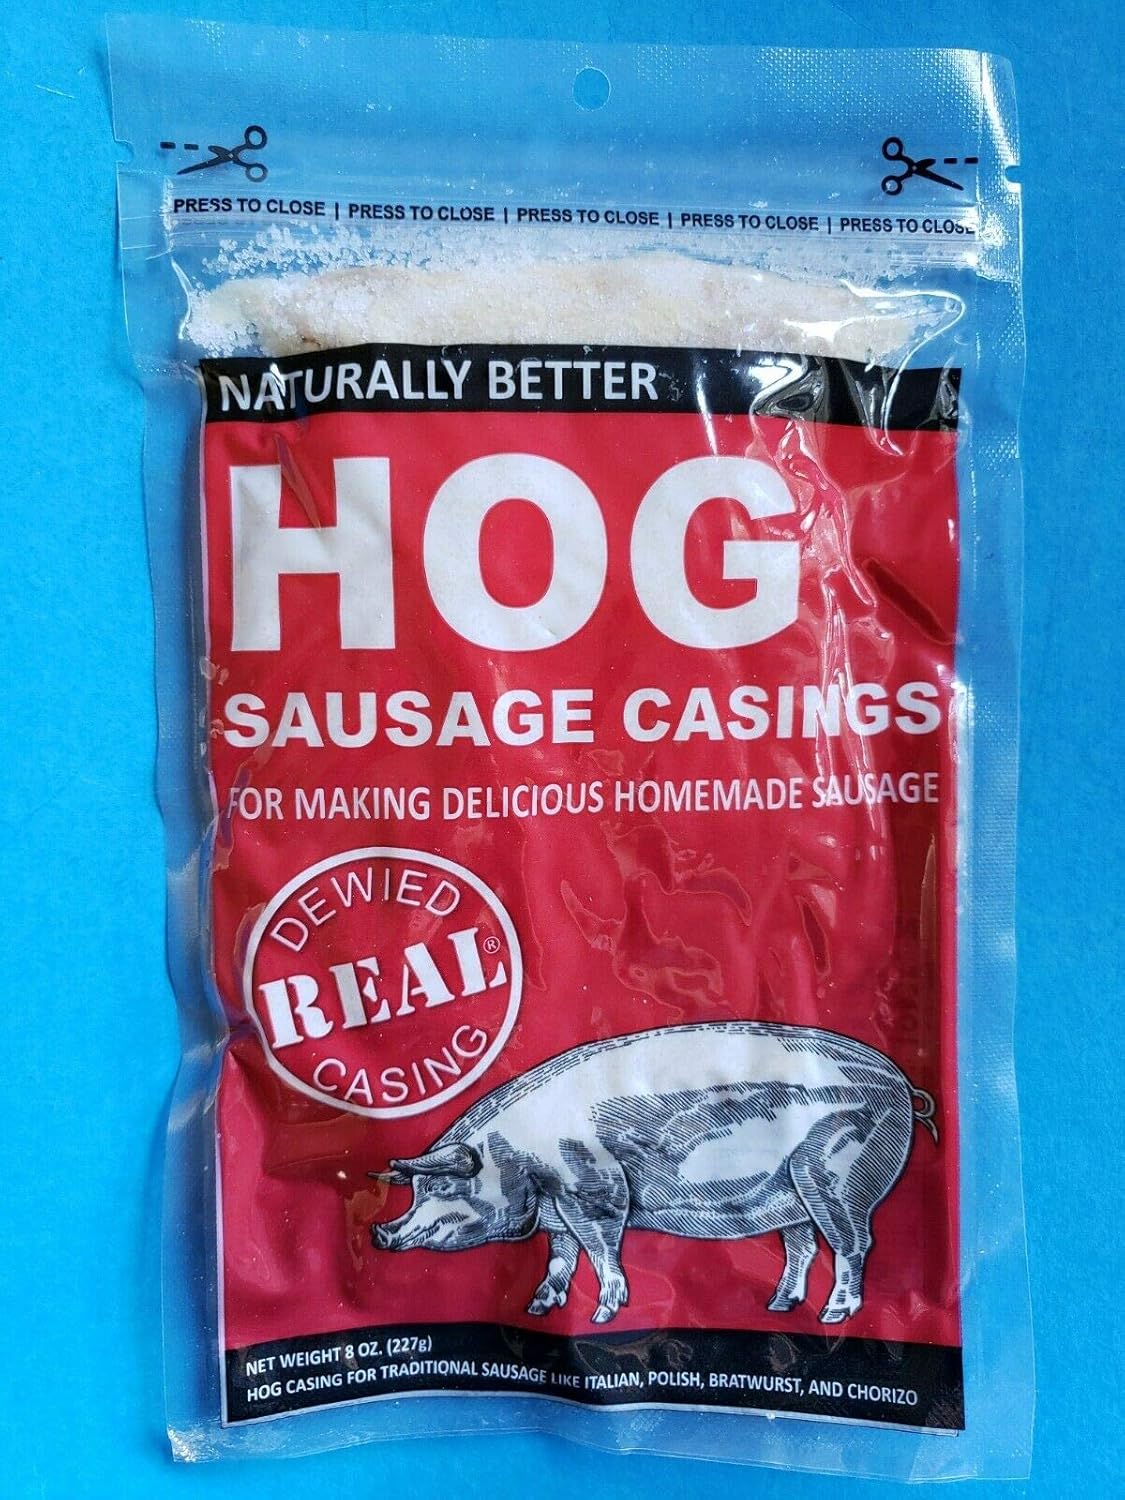 PRESS TO CLOSE | PRESS TO CLOSE | PRESS TO CLOSE | PRESS TO CLOSE | PRESS TO CLOSE
NATURALLY BETTER
HOG
SAUSAGE CASINGS
FOR MAKING DELICIOUS HOMEMADE SAUSAGE
DEWIED
REAL®
CASING
NET WEIGHT 8 OZ. (227g)
HOG CASING FOR TRADITIONAL SAUSAGE LIKE ITALIAN, POLISH, BRATWURST, AND CHORIZO